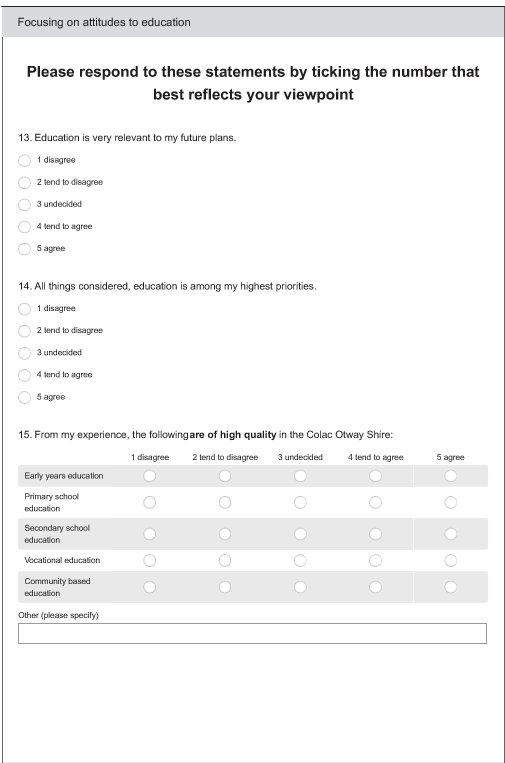 Focusing on attitudes to education
Please respond to these statements by ticking the number that
best reflects your viewpoint
13. Education is very relevant to my future plans.
1 disagree
2 tend to disagree
3 undecided
4 tend to agree
5 agree
14. All things considered, education is among my highest priorities.
1 disagree
2 tend to disagree
3 undecided
4 tend to agree
5 agree
15. From my experience, the followingare of high quality in the Colac Otway Shire:
1 disagree 2 tend to disagree 3 undecided 4 tend to agree 5 agree
Early years education
Primary school
education
Secondary school
education
Vocational education
Community based
education
Other (please specify)